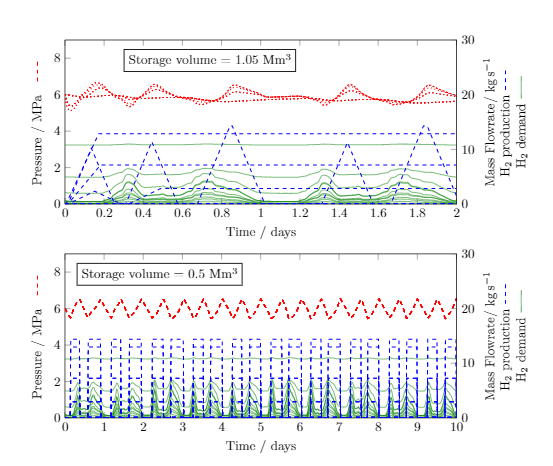 Storage volume = 1.05 Mm³
8
6
4
2
0
30
20
10
0
0 0.2 0.4 0.6 0.8 1 1.2 1.4 1.6 1.8 2
Time / days
Pressure / MPa
Mass Flowrate/ kg s⁻¹
H₂ production
H₂ demand
Storage volume = 0.5 Mm³
8
6
4
2
0
30
20
10
0
0 1 2 3 4 5 6 7 8 9 10
Time / days
Pressure / MPa
Mass Flowrate/ kg s⁻¹
H₂ production
H₂ demand